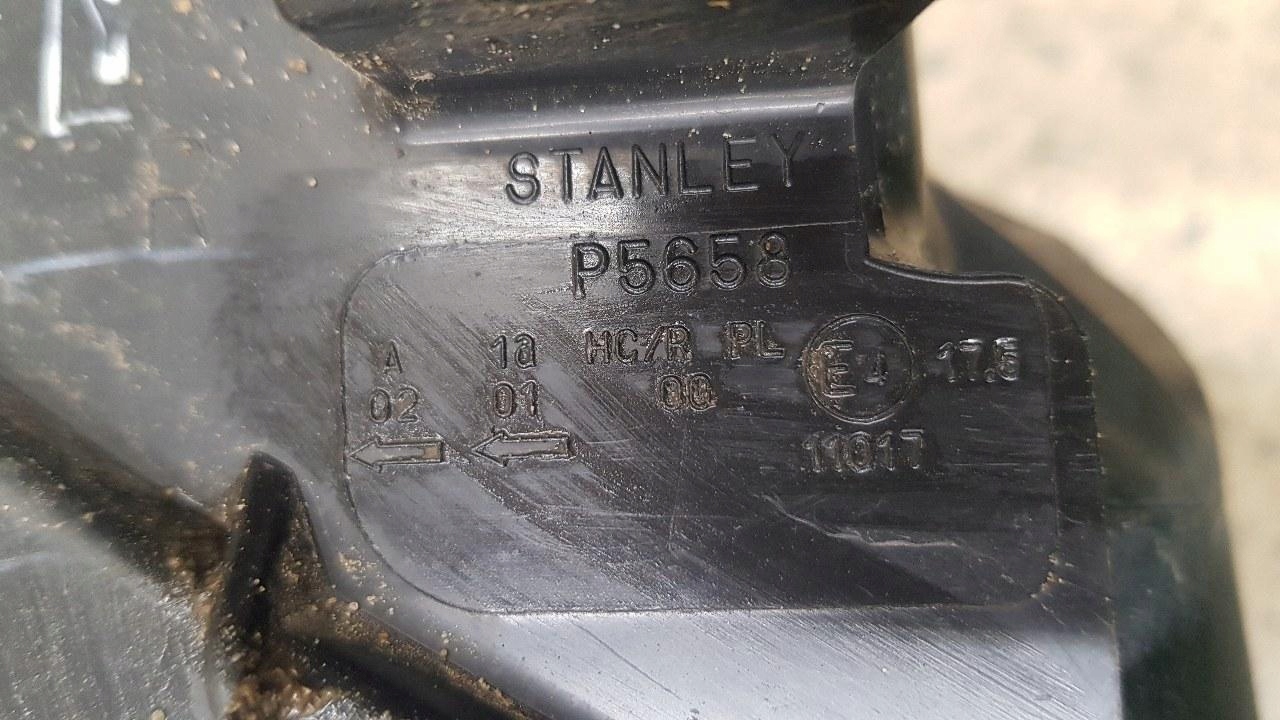 STANLEY
P5658
A 1a HC/R PL E4 17.5
02 01 00
11017